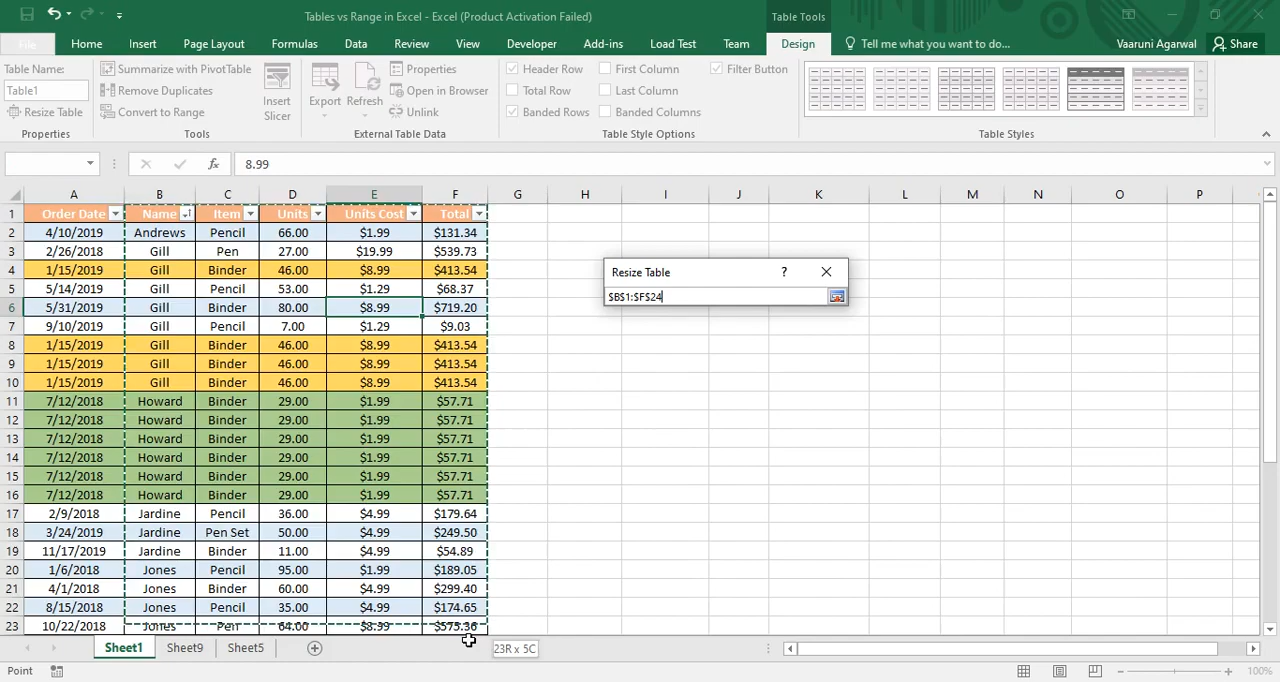 Tables vs Range in Excel - Excel (Product Activation Failed)
Table Tools
File Home Insert Page Layout Formulas Data Review View Developer Add-ins Load Test Team Design Tell me what you want to do... Vaaruni Agarwal Share
Table Name: Summarize with PivotTable Properties Header Row First Column Filter Button
Table1 Remove Duplicates Open in Browser Total Row Last Column
Resize Table Convert to Range Insert Slicer Export Refresh Unlink Banded Rows Banded Columns
Properties Tools External Table Data Table Style Options Table Styles
fx 8.99
A B C D E F G H I J K L M N O P
1 Order Date Name Item Units Units Cost Total
2 4/10/2019 Andrews Pencil 66.00 $1.99 $131.34
3 2/26/2019 Gill Pen 27.00 $19.99 $539.73
4 1/15/2019 Gill Binder 46.00 $8.99 $413.54
5 5/14/2019 Gill Pencil 53.00 $1.29 $68.37
6 5/31/2019 Gill Binder 80.00 $8.99 $719.20
7 9/10/2019 Gill Pencil 7.00 $1.29 $9.03
8 1/15/2019 Gill Binder 46.00 $8.99 $413.54
9 1/15/2019 Gill Binder 46.00 $8.99 $413.54
10 1/15/2019 Gill Binder 46.00 $8.99 $413.54
11 7/12/2018 Howard Binder 29.00 $1.99 $57.71
12 7/12/2018 Howard Binder 29.00 $1.99 $57.71
13 7/12/2018 Howard Binder 29.00 $1.99 $57.71
14 7/12/2018 Howard Binder 29.00 $1.99 $57.71
15 7/12/2018 Howard Binder 29.00 $1.99 $57.71
16 7/12/2018 Howard Binder 29.00 $1.99 $57.71
17 2/9/2018 Jardine Pencil 36.00 $4.99 $179.64
18 3/24/2019 Jardine Pen Set 50.00 $4.99 $249.50
19 11/17/2019 Jardine Binder 11.00 $4.99 $54.89
20 1/6/2018 Jones Pencil 95.00 $1.99 $189.05
21 4/1/2018 Jones Binder 60.00 $4.99 $299.40
22 8/15/2018 Jones Pencil 35.00 $4.99 $174.65
23 10/22/2018 Jones Pen 64.00 $8.99 $575.36
Resize Table ?
$B$1:$F$24
Sheet1 Sheet9 Sheet5 23R x 5C
Point 100%